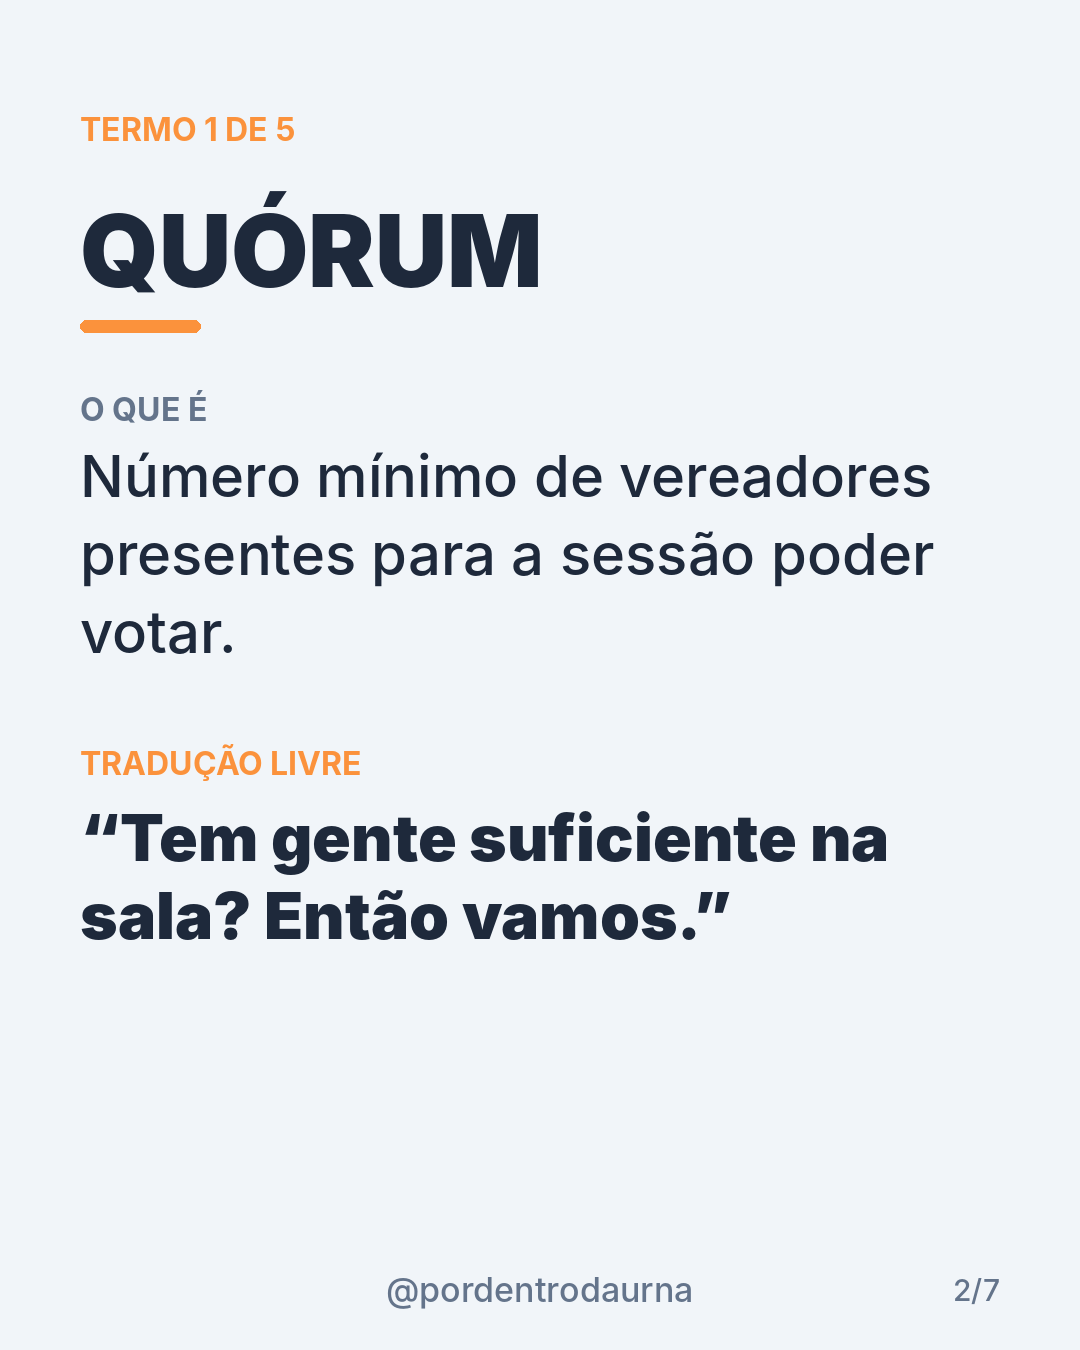 TERMO 1 DE 5
QUÓRUM
O QUE É
Número mínimo de vereadores
presentes para a sessão poder
votar.
TRADUÇÃO LIVRE
“Tem gente suficiente na
sala? Então vamos.”
@pordentrodaurna
2/7